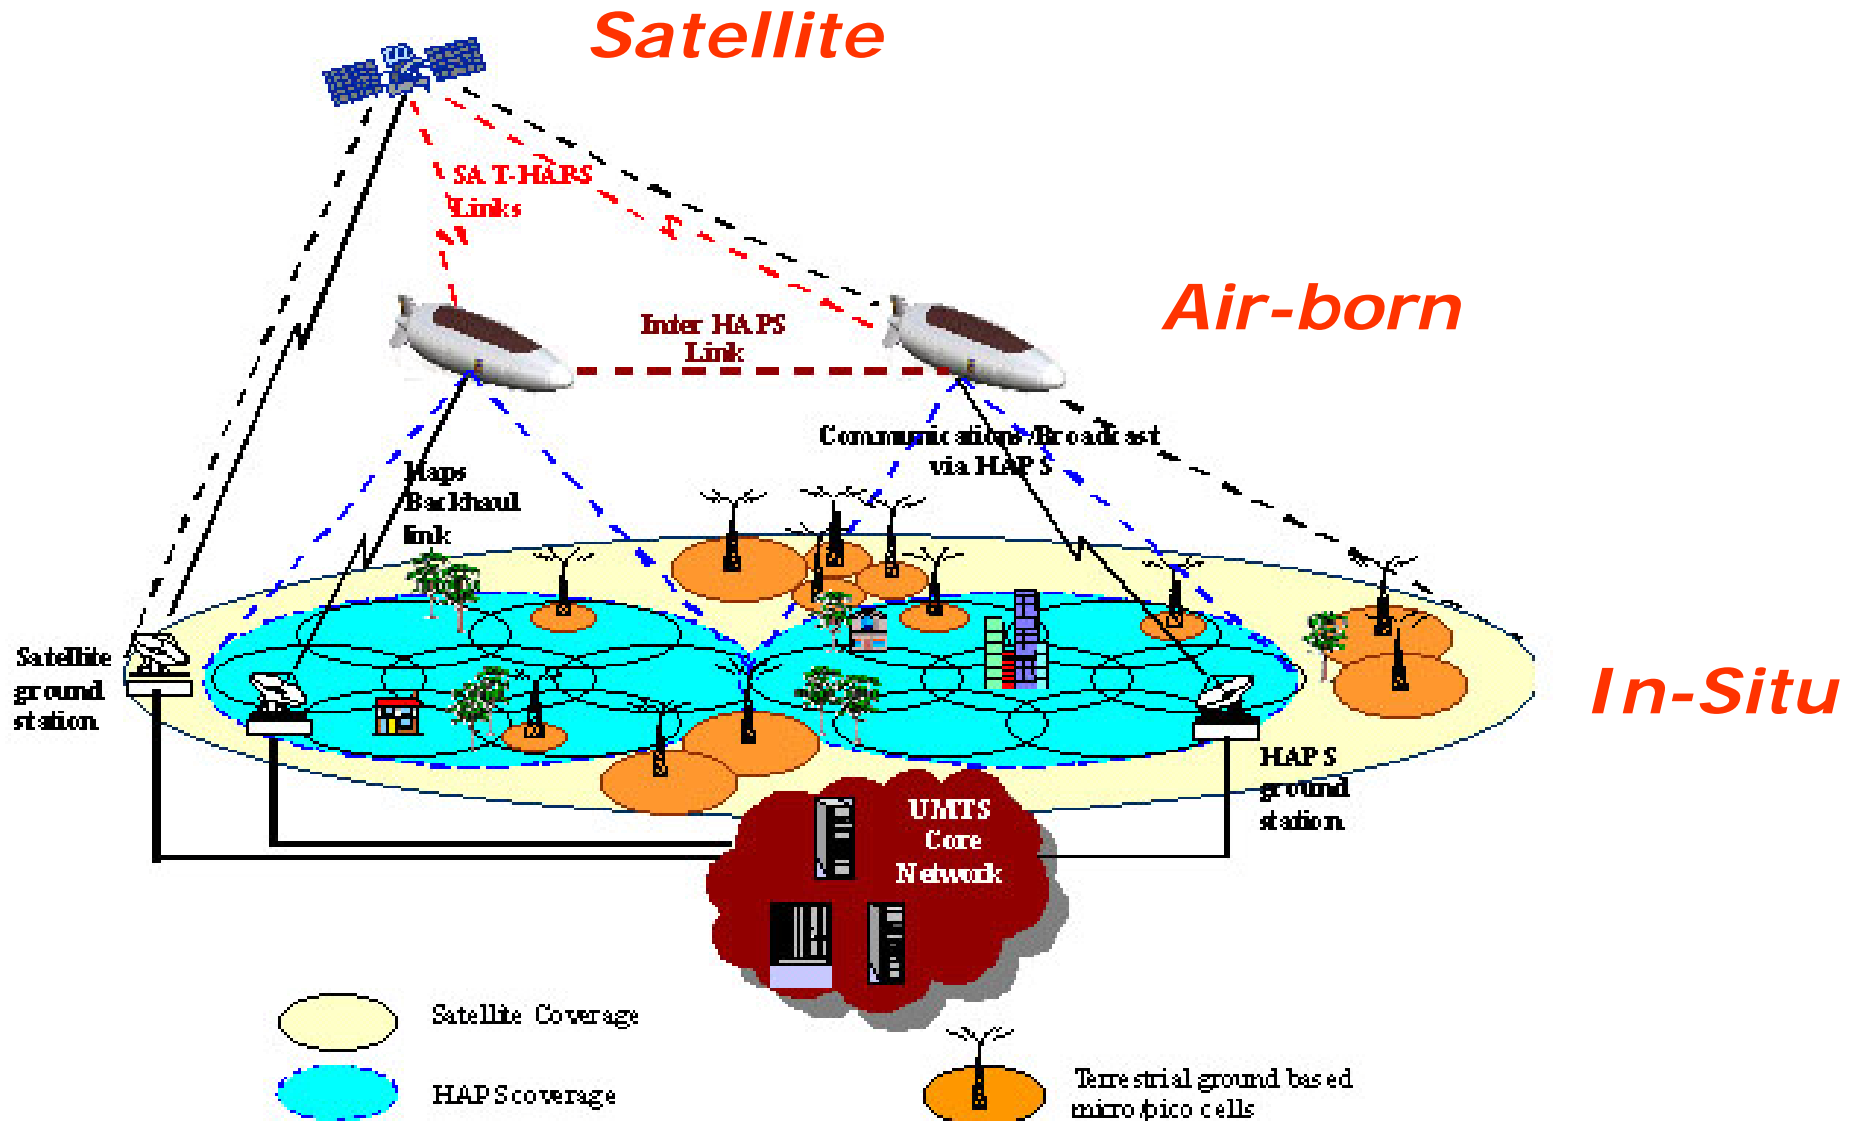 Satellite
SAT-HAPS
Links
Air-born
Inter HAPS
Link
Communications/Broadcast
via HAPS
Haps
Backhaul
link
Satellite
ground
station
In-Situ
HAPS
ground
station
UMTS
Core
Network
Satellite Coverage
HAPS coverage
Terrestrial ground based
micro/pico cells